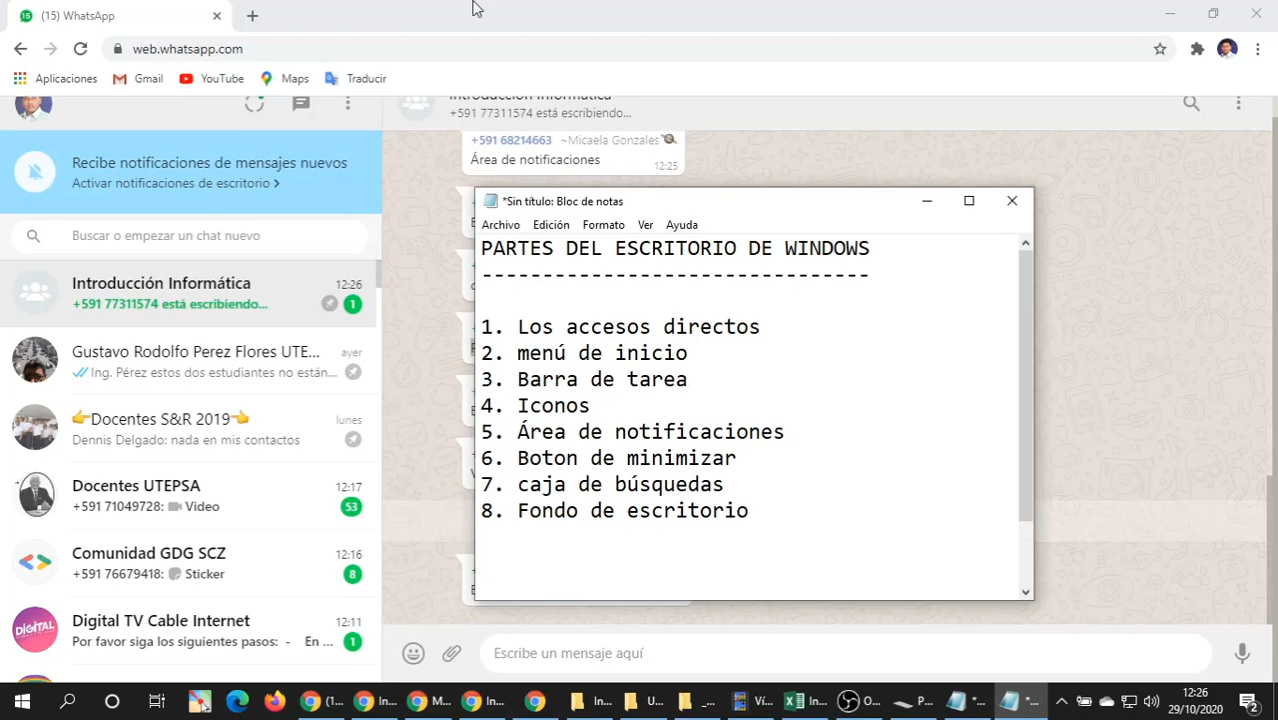 (15) WhatsApp
web.whatsapp.com
Aplicaciones
Gmail
YouTube
Maps
Traducir
Introducción Informática
+591 77311574 está escribiendo...
Recibe notificaciones de mensajes nuevos
Activar notificaciones de escritorio >
Buscar o empezar un chat nuevo
Introducción Informática 12:26
+591 77311574 está escribiendo... 1
Gustavo Rodolfo Perez Flores UTE... ayer
Ing. Pérez estos dos estudiantes no están...
👉Docentes S&R 2019👈 lunes
Dennis Delgado: nada en mis contactos
Docentes UTEPSA 12:17
+591 71049728: Video 53
Comunidad GDG SCZ 12:16
+591 76679418: Sticker 8
DIGITAL
Digital TV Cable Internet 12:11
Por favor siga los siguientes pasos: - En ... 1
+591 68214663 ~Micaela Gonzales
Área de notificaciones 12:25
*Sin título: Bloc de notas
Archivo Edición Formato Ver Ayuda
PARTES DEL ESCRITORIO DE WINDOWS
--------------------------------
1. Los accesos directos
2. menú de inicio
3. Barra de tarea
4. Iconos
5. Área de notificaciones
6. Boton de minimizar
7. caja de búsquedas
8. Fondo de escritorio
Escribe un mensaje aquí
(1... In... M... In... In... U... _... Ví... In... O... P... *... *...
12:26
29/10/2020
2